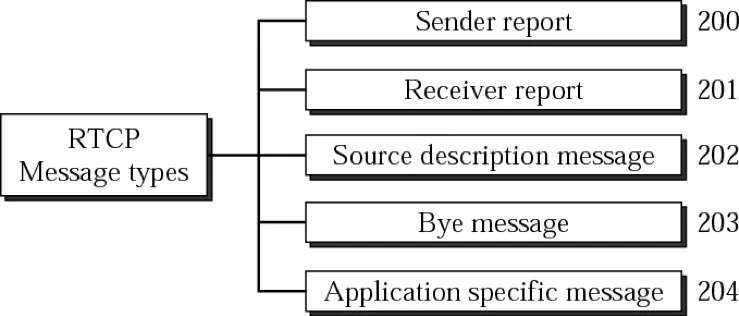 RTCP
Message types
Sender report 200
Receiver report 201
Source description message 202
Bye message 203
Application specific message 204